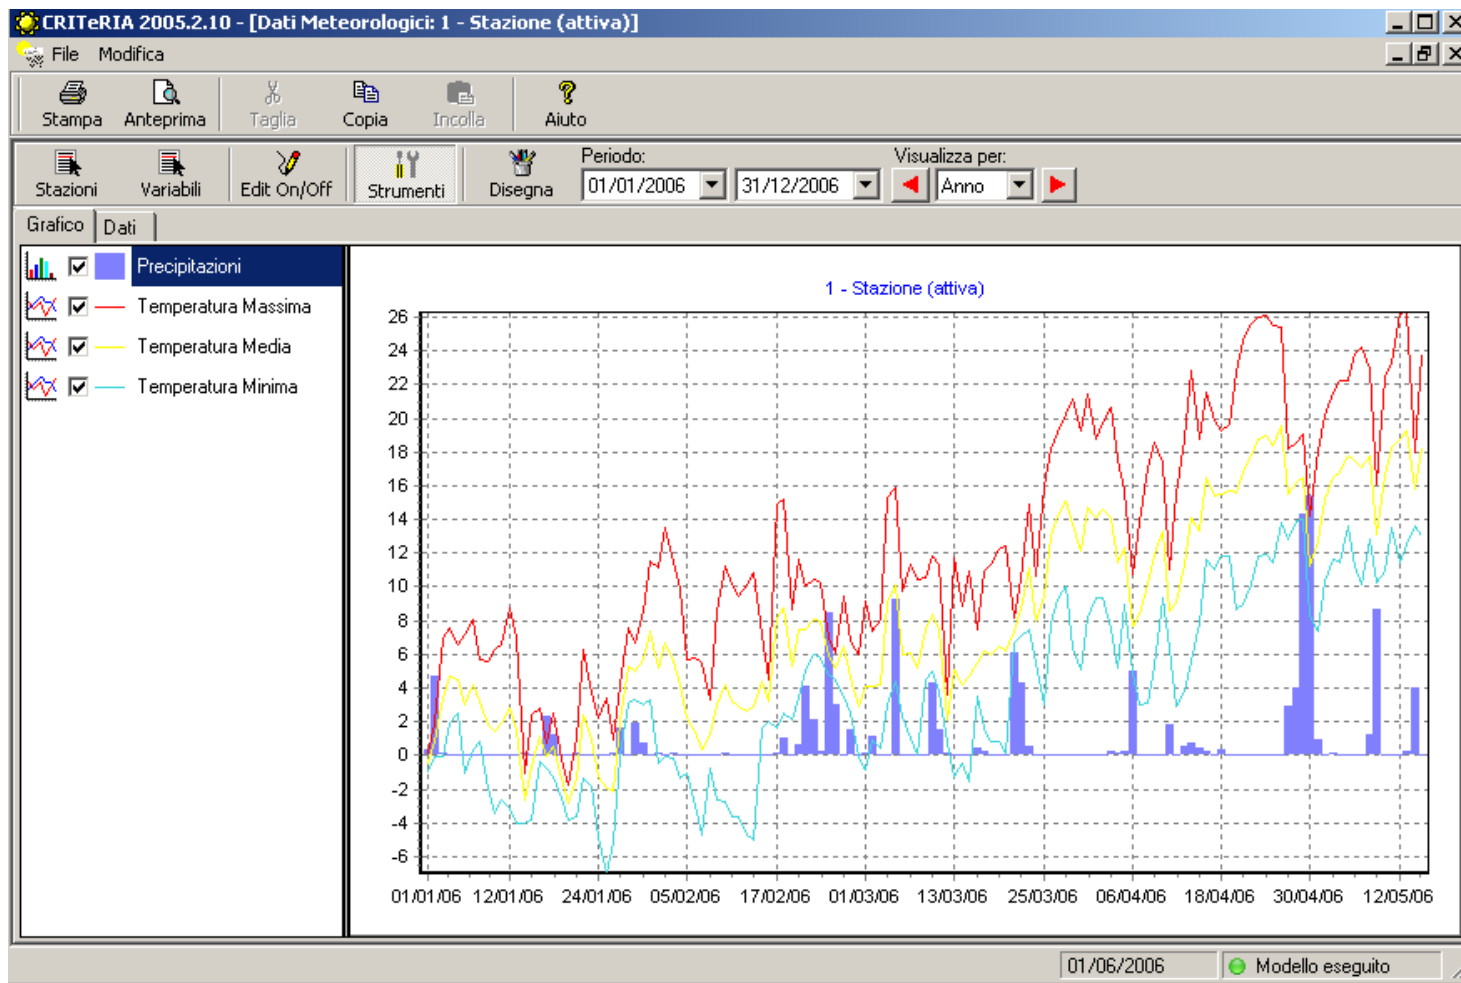 CRITeRIA 2005.2.10 - [Dati Meteorologici: 1 - Stazione (attiva)]
File Modifica
Stampa Anteprima Taglia Copia Incolla Aiuto
Stazioni Variabili Edit On/Off Strumenti Disegna Periodo: 01/01/2006 31/12/2006 Visualizza per: Anno
Grafico Dati
Precipitazioni
Temperatura Massima
Temperatura Media
Temperatura Minima
1 - Stazione (attiva)
26
24
22
20
18
16
14
12
10
8
6
4
2
0
-2
-4
-6
01/01/06 12/01/06 24/01/06 05/02/06 17/02/06 01/03/06 13/03/06 25/03/06 06/04/06 18/04/06 30/04/06 12/05/06
01/06/2006 Modello eseguito